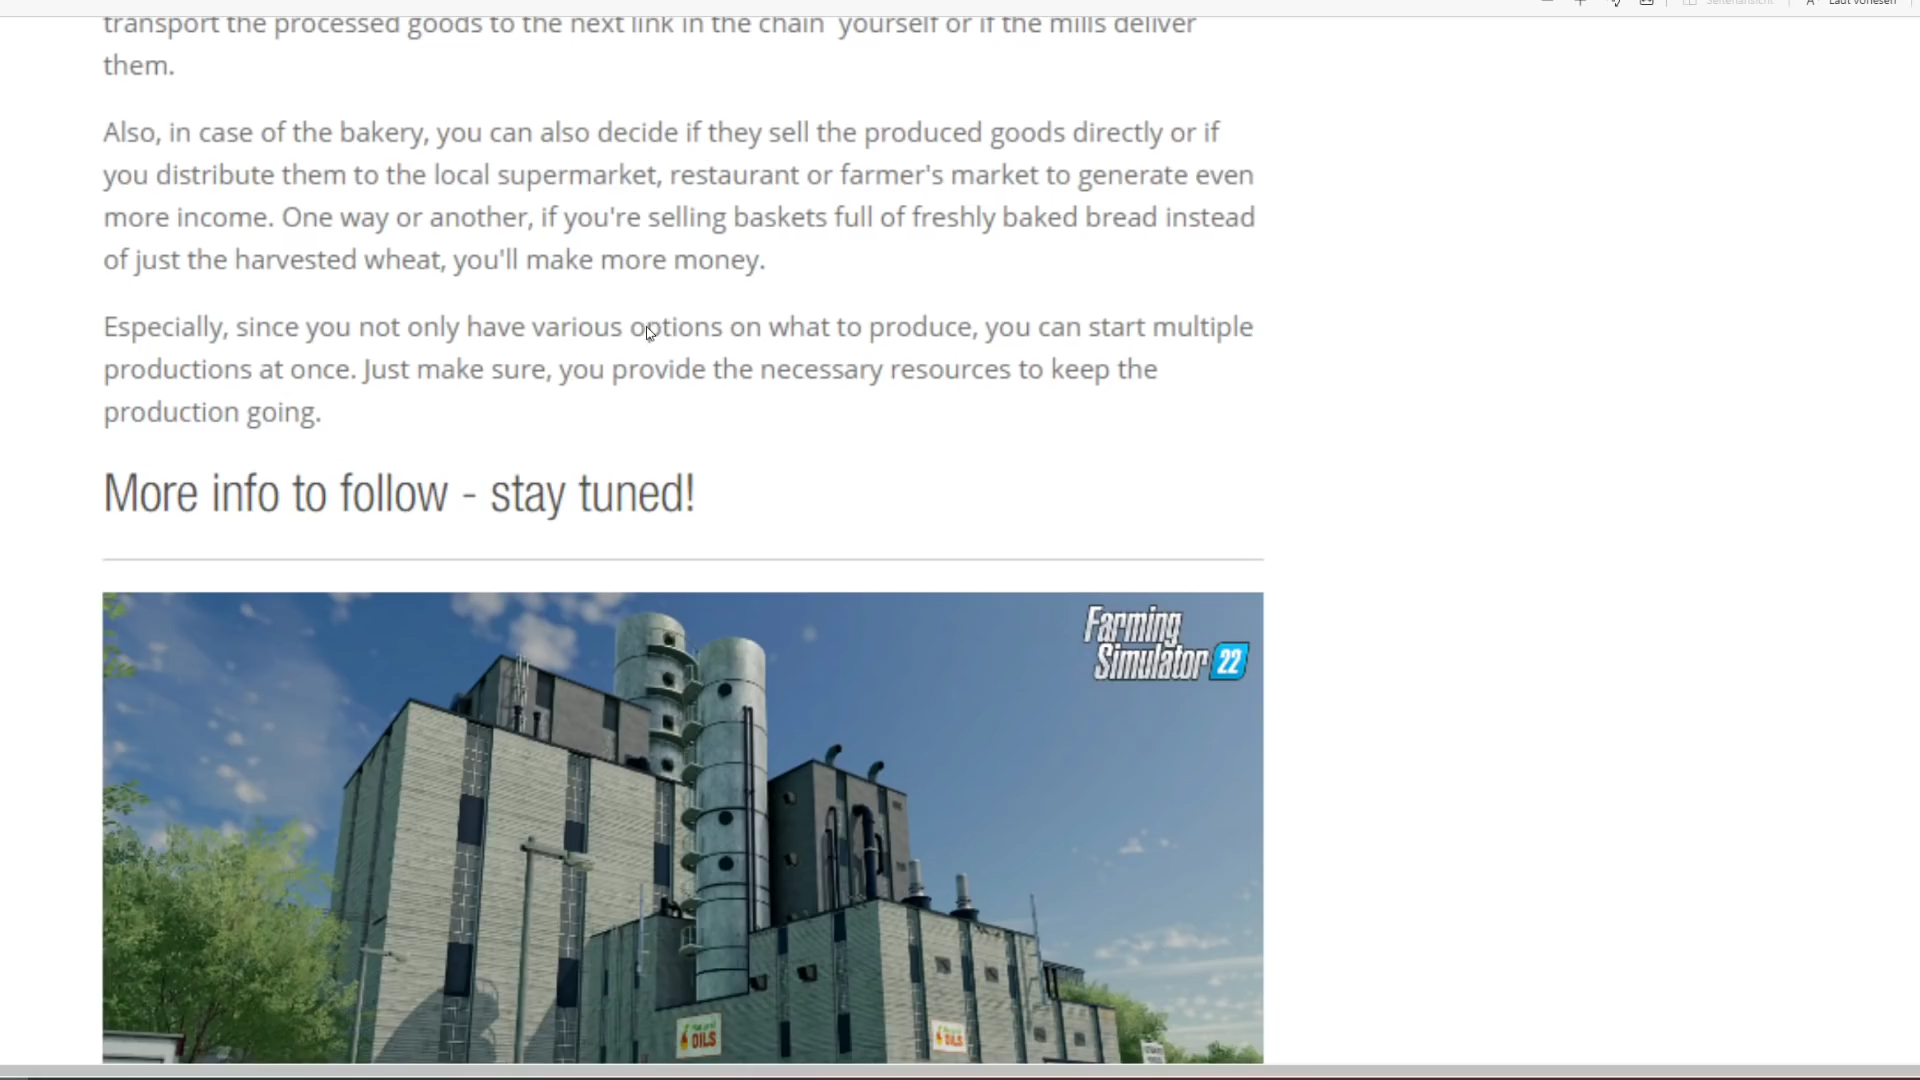 Seitenansicht
Laut vorlesen
transport the processed goods to the next link in the chain  yourself or if the mills deliver
them.
Also, in case of the bakery, you can also decide if they sell the produced goods directly or if
you distribute them to the local supermarket, restaurant or farmer's market to generate even
more income. One way or another, if you're selling baskets full of freshly baked bread instead
of just the harvested wheat, you'll make more money.
Especially, since you not only have various options on what to produce, you can start multiple
productions at once. Just make sure, you provide the necessary resources to keep the
production going.
More info to follow - stay tuned!
Farming
Simulator 22
OILS
OILS